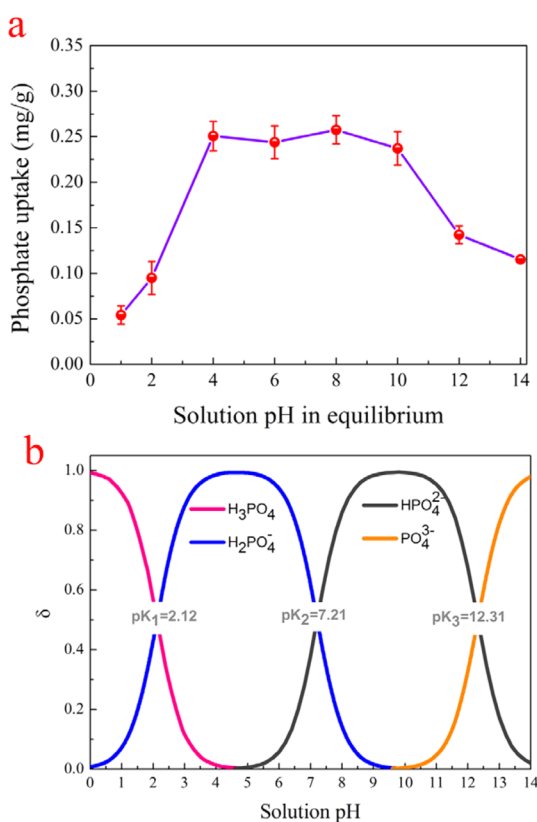 a
0.35
0.30
0.25
0.20
0.15
0.10
0.05
0.00
Phosphate uptake (mg/g)
0 2 4 6 8 10 12 14
Solution pH in equilibrium
b
1.0
0.8
0.6
0.4
0.2
0.0
δ
H₃PO₄
H₂PO₄⁻
HPO₄²⁻
PO₄³⁻
pK₁=2.12 pK₂=7.21 pK₃=12.31
0 1 2 3 4 5 6 7 8 9 10 11 12 13 14
Solution pH